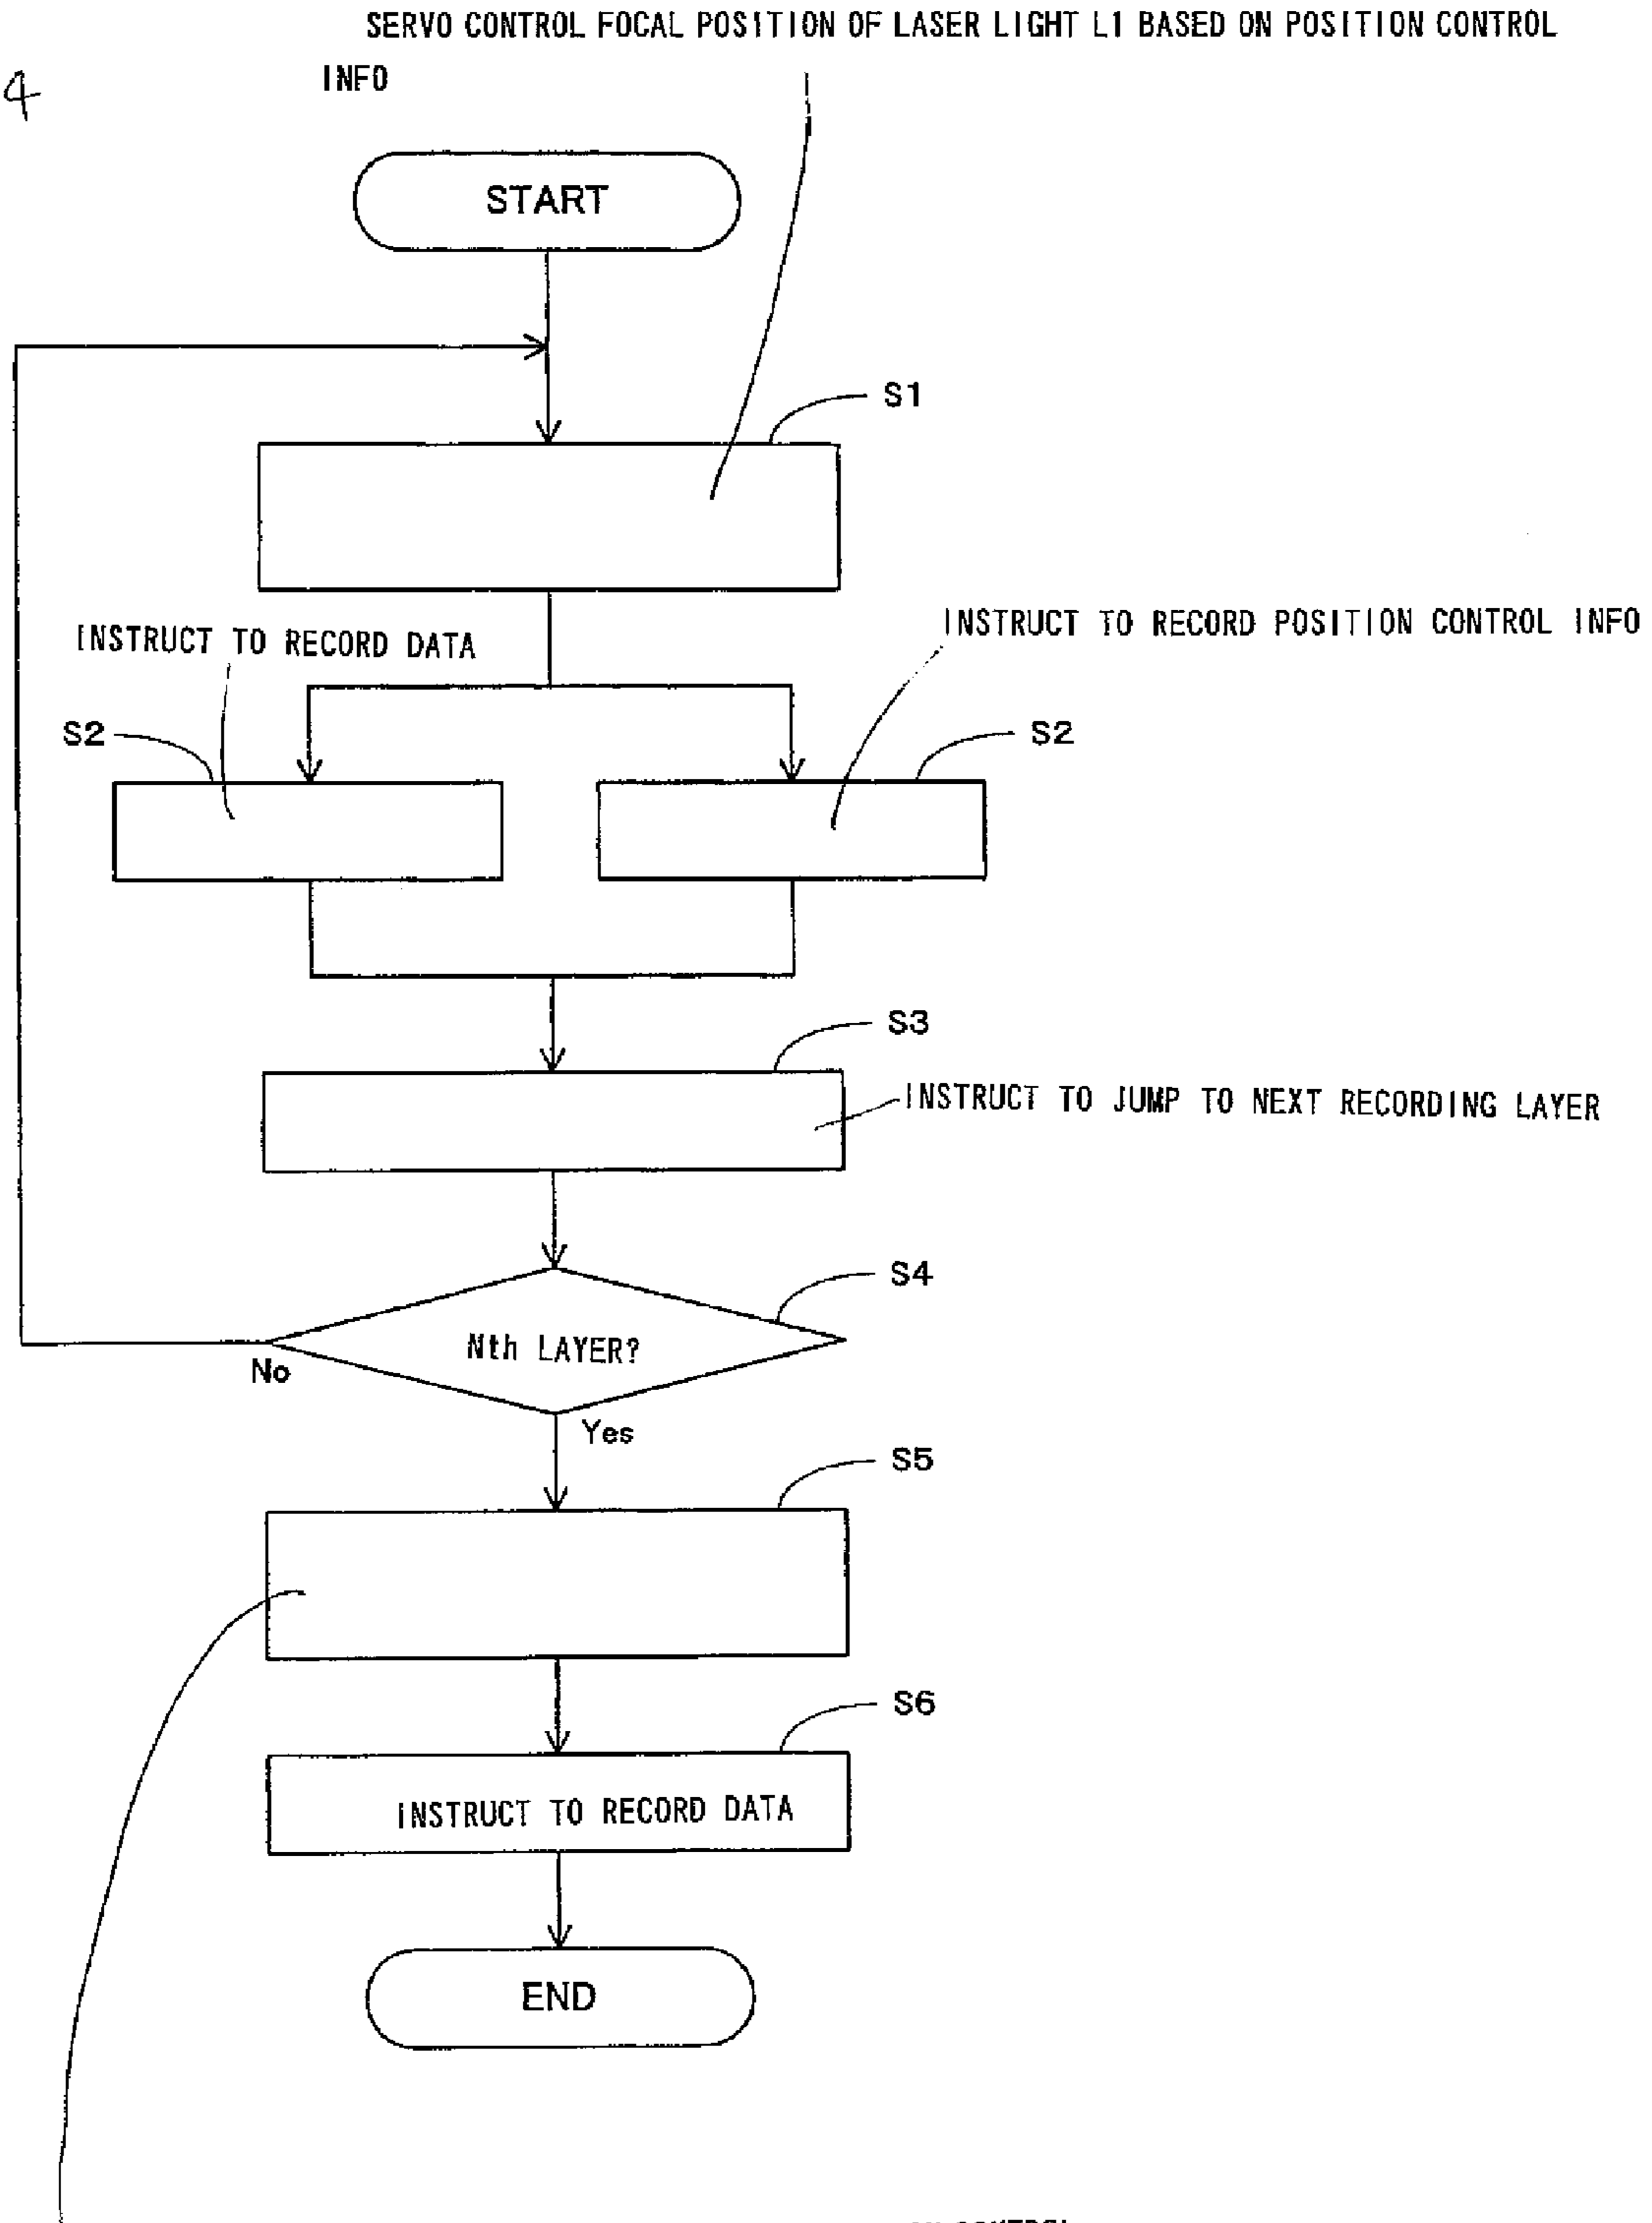 SERVO CONTROL FOCAL POSITION OF LASER LIGHT L1 BASED ON POSITION CONTROL
INFO
4
START
S1
INSTRUCT TO RECORD DATA
INSTRUCT TO RECORD POSITION CONTROL INFO
S2
S2
S3
INSTRUCT TO JUMP TO NEXT RECORDING LAYER
S4
Nth LAYER?
No
Yes
S5
S6
INSTRUCT TO RECORD DATA
END